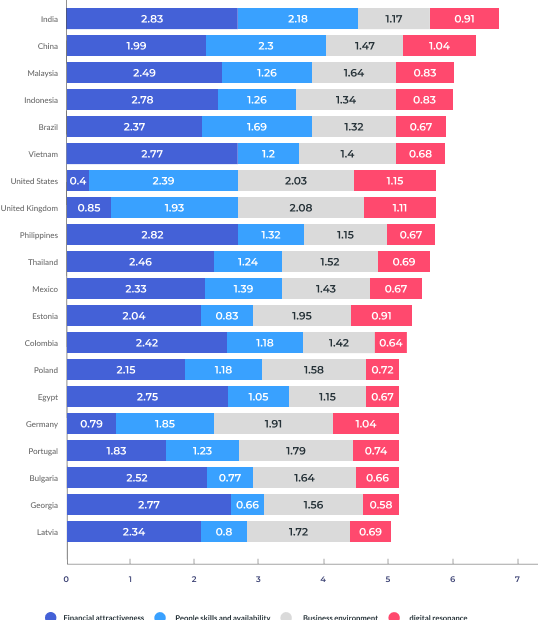 India 2.83 2.18 1.17 0.91
China 1.99 2.3 1.47 1.04
Malaysia 2.49 1.26 1.64 0.83
Indonesia 2.78 1.26 1.34 0.83
Brazil 2.37 1.69 1.32 0.67
Vietnam 2.77 1.2 1.4 0.68
United States 0.4 2.39 2.03 1.15
United Kingdom 0.85 1.93 2.08 1.11
Philippines 2.82 1.32 1.15 0.67
Thailand 2.46 1.24 1.52 0.69
Mexico 2.33 1.39 1.43 0.67
Estonia 2.04 0.83 1.95 0.91
Colombia 2.42 1.18 1.42 0.64
Poland 2.15 1.18 1.58 0.72
Egypt 2.75 1.05 1.15 0.67
Germany 0.79 1.85 1.91 1.04
Portugal 1.83 1.23 1.79 0.74
Bulgaria 2.52 0.77 1.64 0.66
Georgia 2.77 0.66 1.56 0.58
Latvia 2.34 0.8 1.72 0.69
0 1 2 3 4 5 6 7
Financial attractiveness People skills and availability Business environment digital resonance